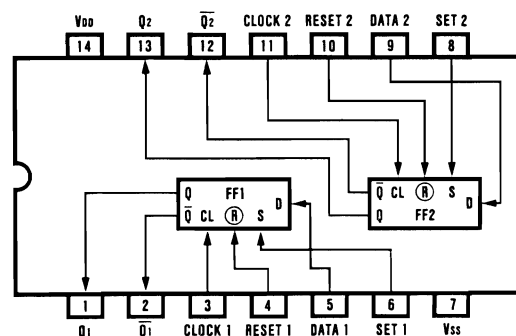 VDD Q2 Q̅2 CLOCK 2 RESET 2 DATA 2 SET 2
14 13 12 11 10 9 8
Q FF1
Q̅ CL R S D
Q̅ CL R S D
Q FF2
1 2 3 4 5 6 7
Q1 Q̅1 CLOCK 1 RESET 1 DATA 1 SET 1 VSS